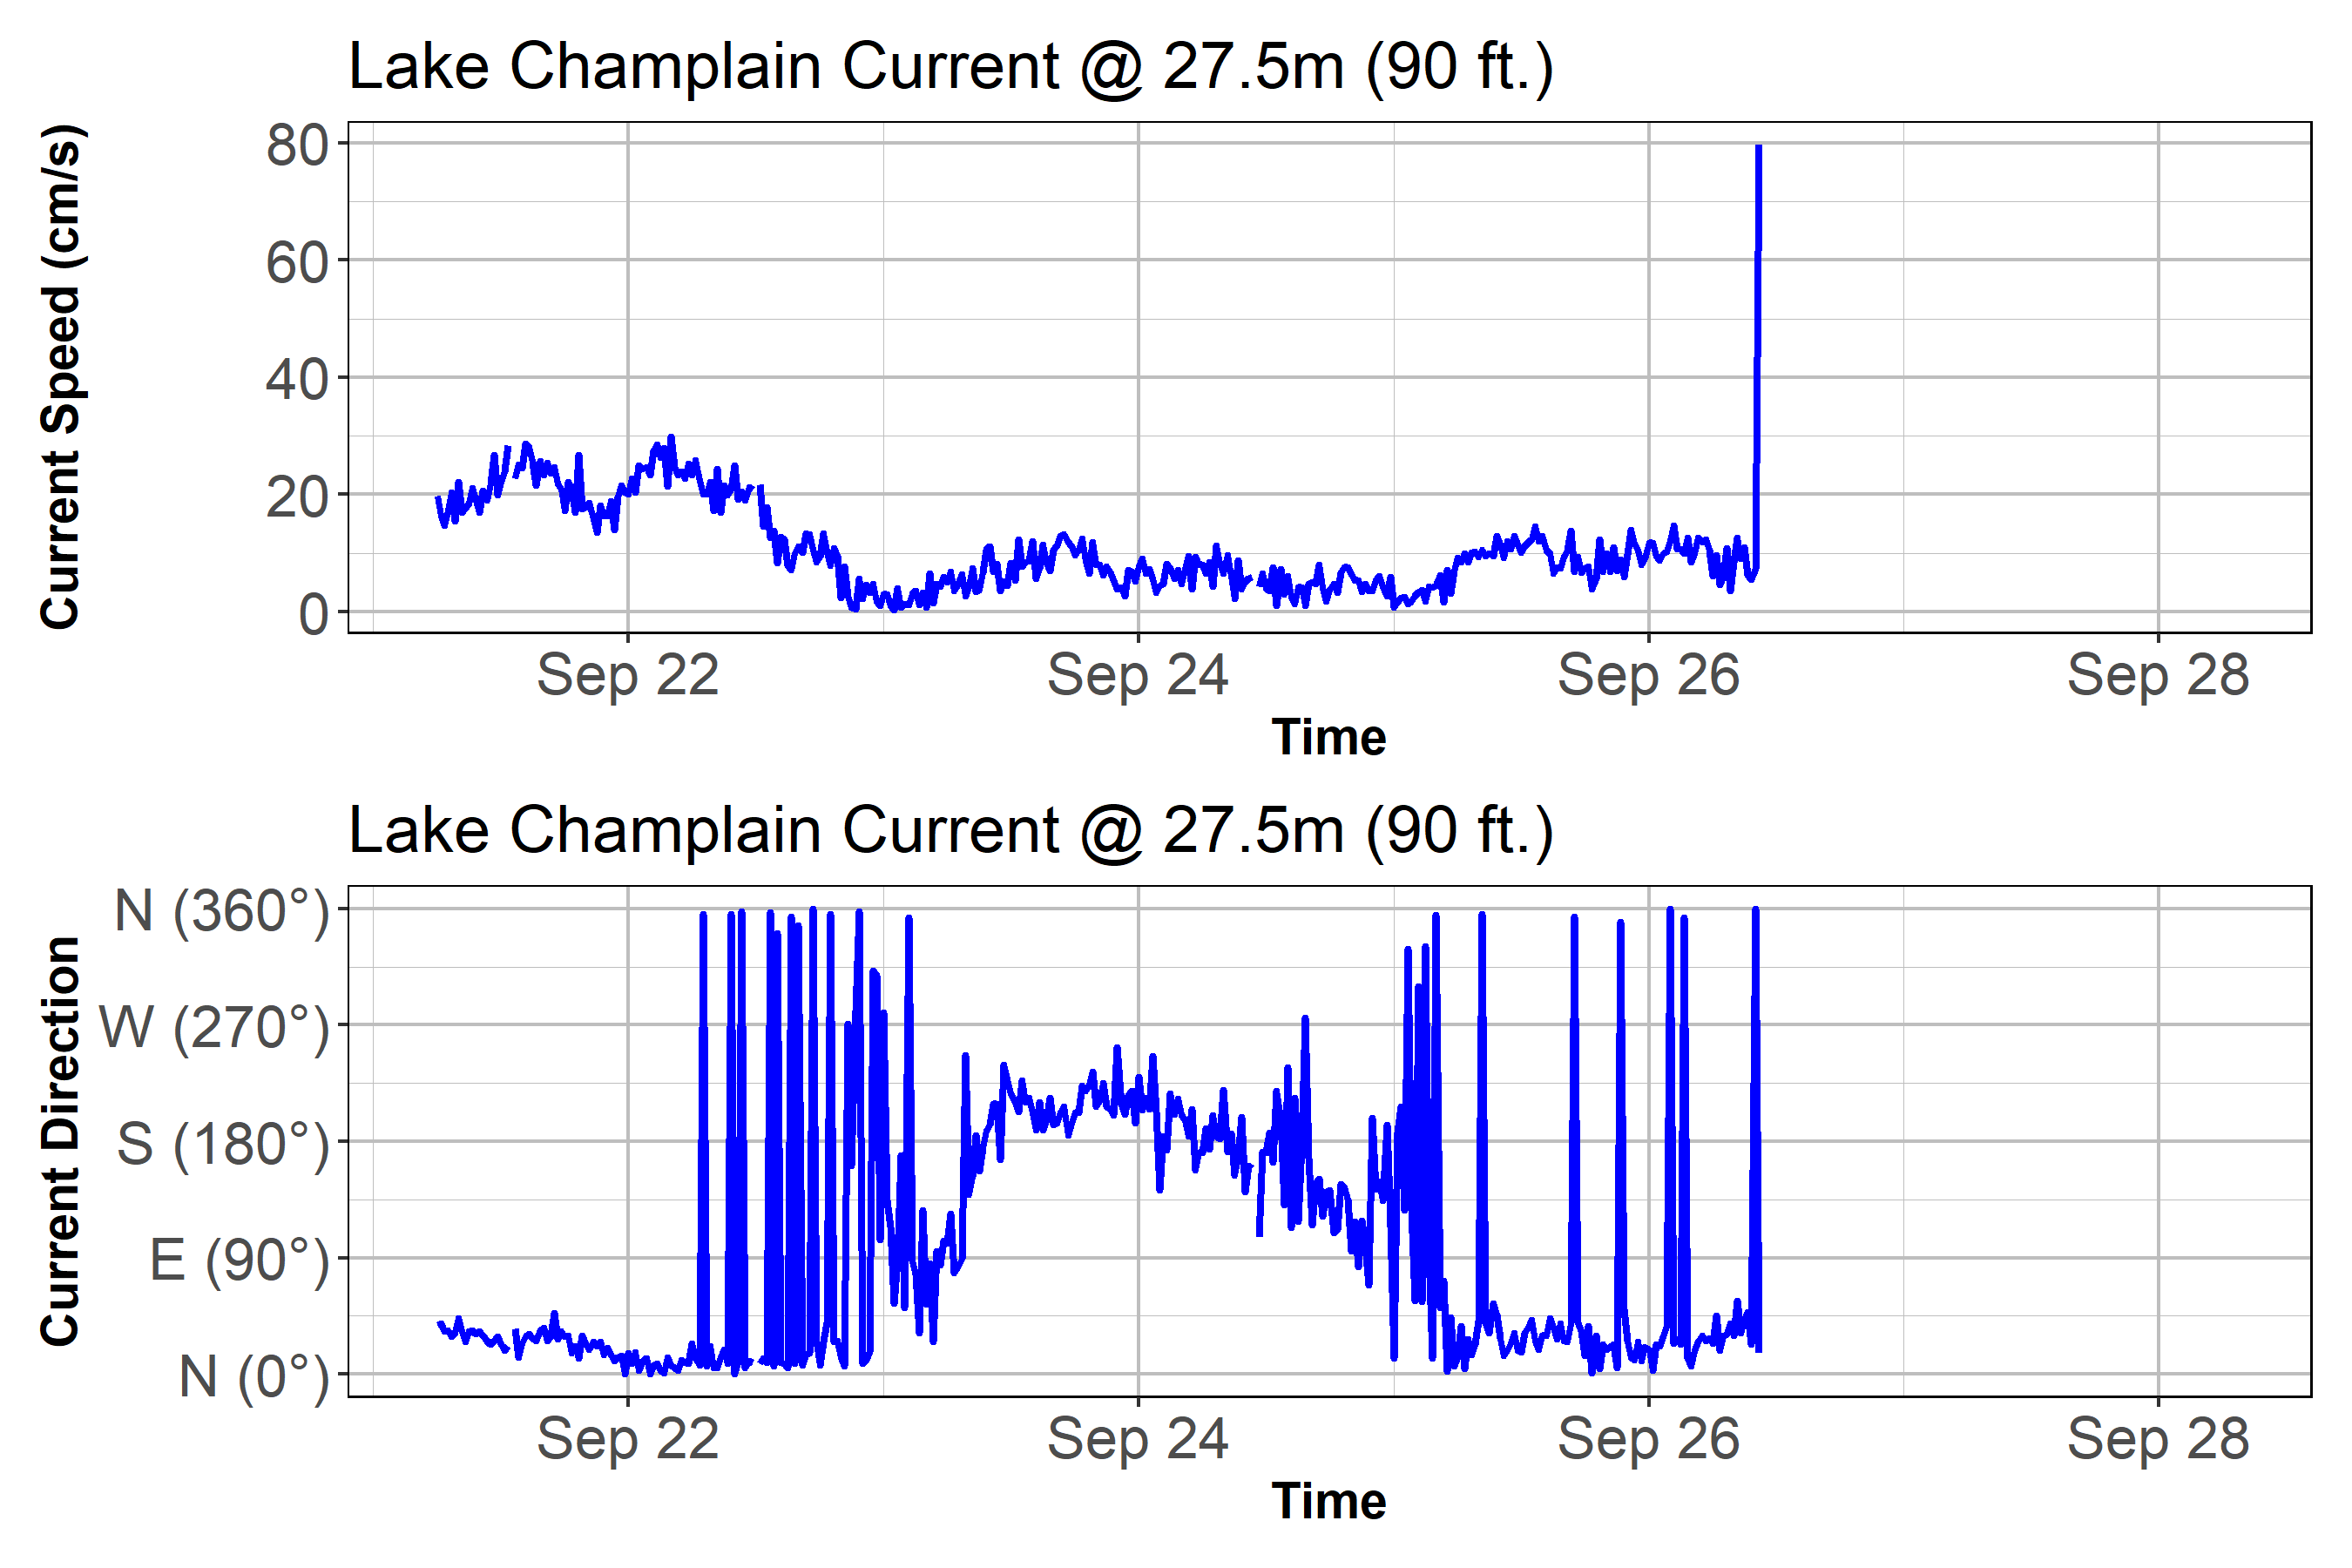 Lake Champlain Current @ 27.5m (90 ft.)
Current Speed (cm/s)
80
60
40
20
0
Sep 22 Sep 24 Sep 26 Sep 28
Time
Lake Champlain Current @ 27.5m (90 ft.)
Current Direction
N (360°)
W (270°)
S (180°)
E (90°)
N (0°)
Sep 22 Sep 24 Sep 26 Sep 28
Time